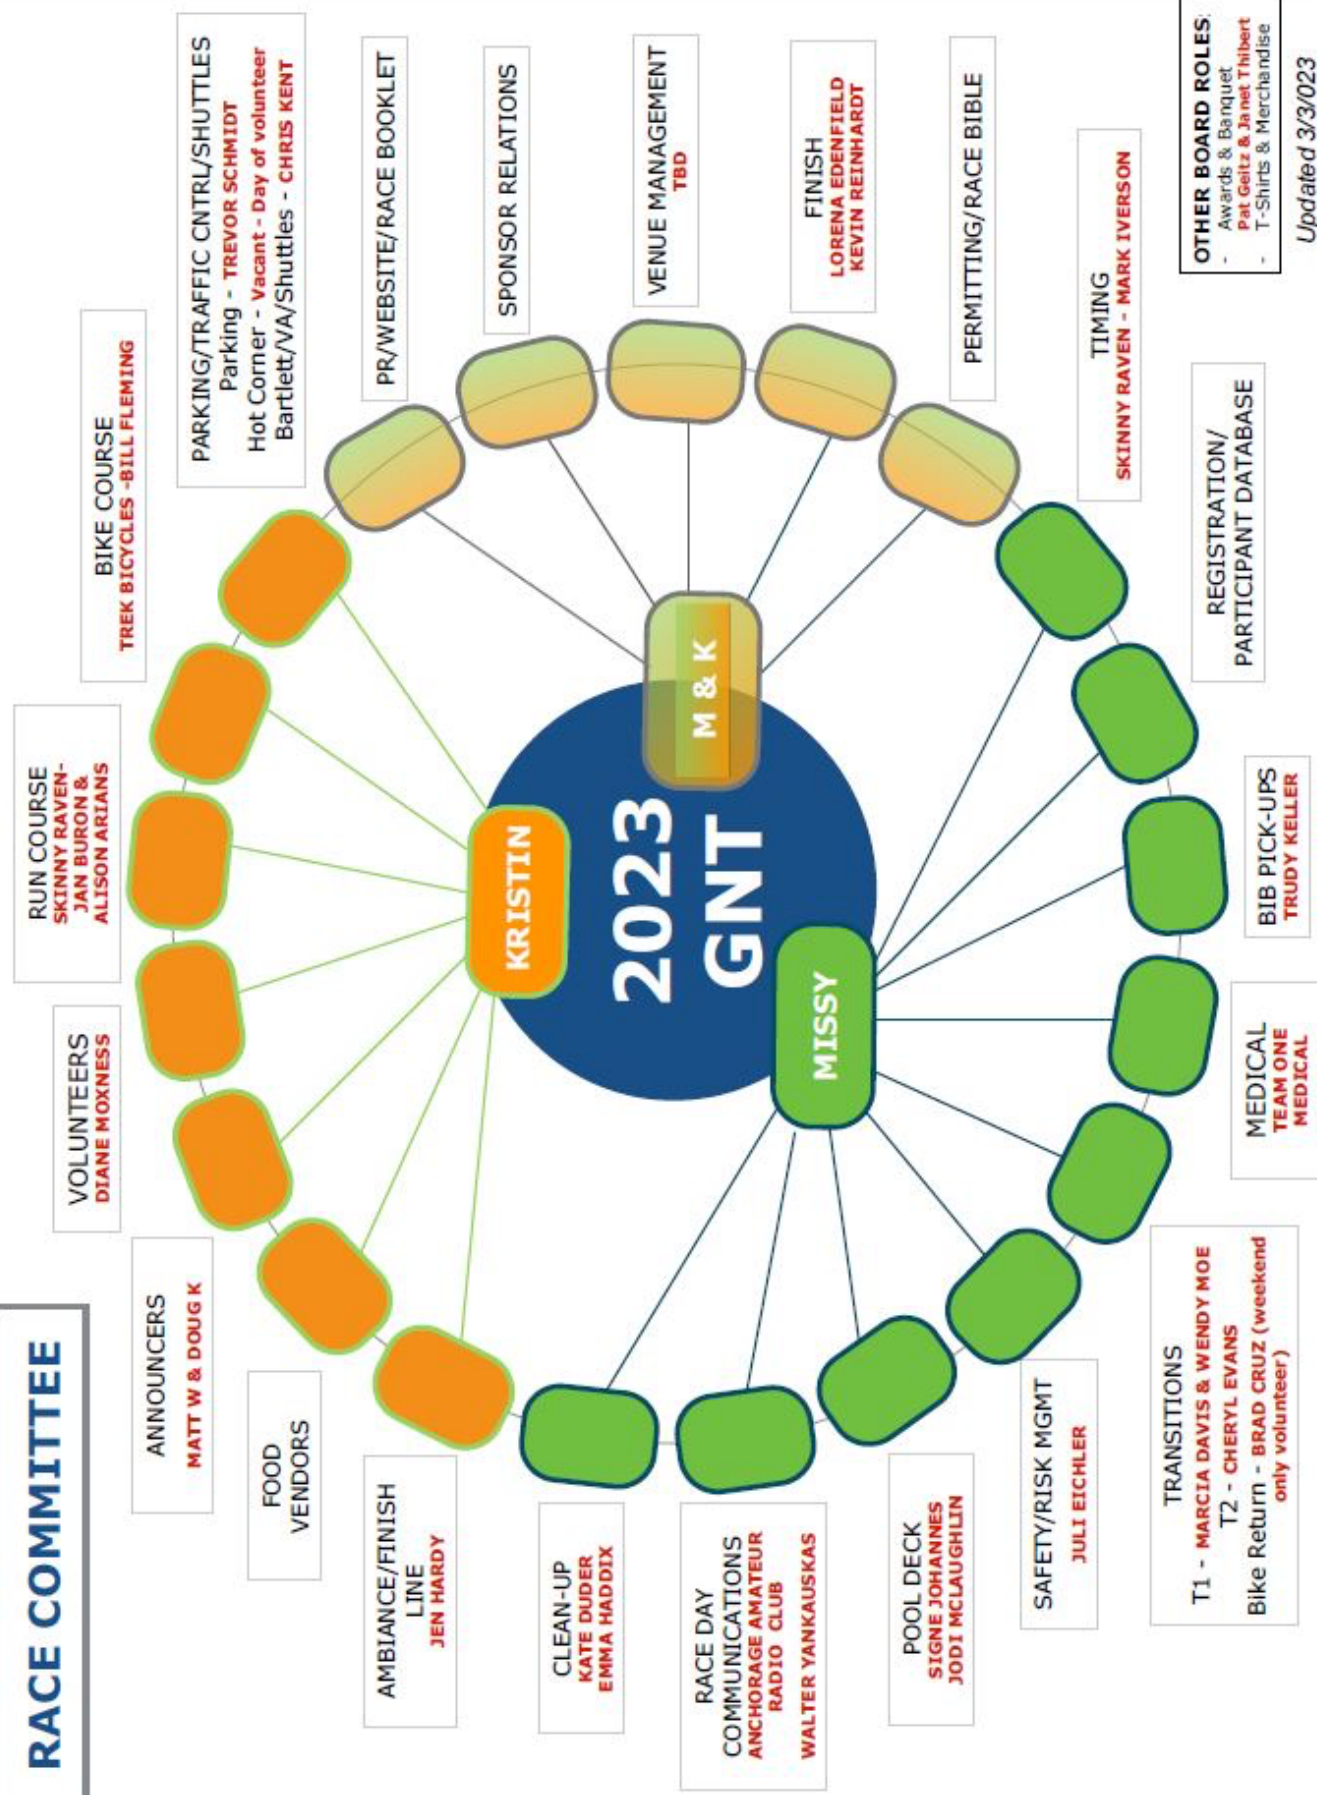 RACE COMMITTEE
ANNOUNCERS
MATT W & DOUG K
VOLUNTEERS
DIANE MOXNESS
RUN COURSE
SKINNY RAVEN-
JAN BURON &
ALISON ARIANS
BIKE COURSE
TREK BICYCLES -BILL FLEMING
PARKING/TRAFFIC CNTRL/SHUTTLES
Parking - TREVOR SCHMIDT
Hot Corner - Vacant - Day of volunteer
Bartlett/VA/Shuttles - CHRIS KENT
PR/WEBSITE/RACE BOOKLET
SPONSOR RELATIONS
VENUE MANAGEMENT
TBD
FINISH
LORENA EDENFIELD
KEVIN REINHARDT
PERMITTING/RACE BIBLE
TIMING
SKINNY RAVEN - MARK IVERSON
REGISTRATION/
PARTICIPANT DATABASE
BIB PICK-UPS
TRUDY KELLER
MEDICAL
TEAM ONE
MEDICAL
TRANSITIONS
T1 - MARCIA DAVIS & WENDY MOE
T2 - CHERYL EVANS
Bike Return - BRAD CRUZ (weekend
only volunteer)
SAFETY/RISK MGMT
JULI EICHLER
POOL DECK
SIGNE JOHANNES
JODI MCLAUGHLIN
RACE DAY
COMMUNICATIONS
ANCHORAGE AMATEUR
RADIO CLUB
WALTER YANKAUSKAS
CLEAN-UP
KATE DUDER
EMMA HADDIX
AMBIANCE/FINISH
LINE
JEN HARDY
FOOD
VENDORS
KRISTIN
2023
GNT
M & K
MISSY
OTHER BOARD ROLES:
- Awards & Banquet
Pat Geitz & Janet Thibert
- T-Shirts & Merchandise
Updated 3/3/023